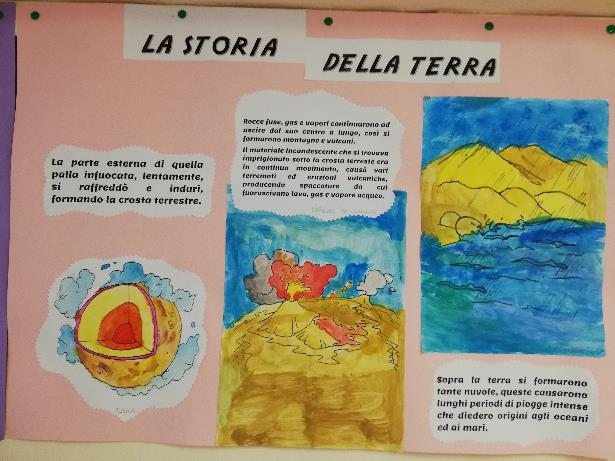 LA STORIA
DELLA TERRA
La parte esterna di quella
palla infuocata, lentamente,
si raffreddò e indurì,
formando la crosta terrestre.
Rocce fuse, gas e vapori continuarono ad
uscire dal suo centro a lungo, così si
formarono montagne e vulcani.
Il materiale incandescente che si trovava
imprigionato sotto la crosta terrestre era
in continuo movimento, causò vari
terremoti ed eruzioni vulcaniche,
producendo spaccature da cui
fuoruscivano lava, gas e vapore acqueo.
Sopra la terra si formarono
tante nuvole, queste causarono
lunghi periodi di piogge intense
che diedero origini agli oceani
ed ai mari.